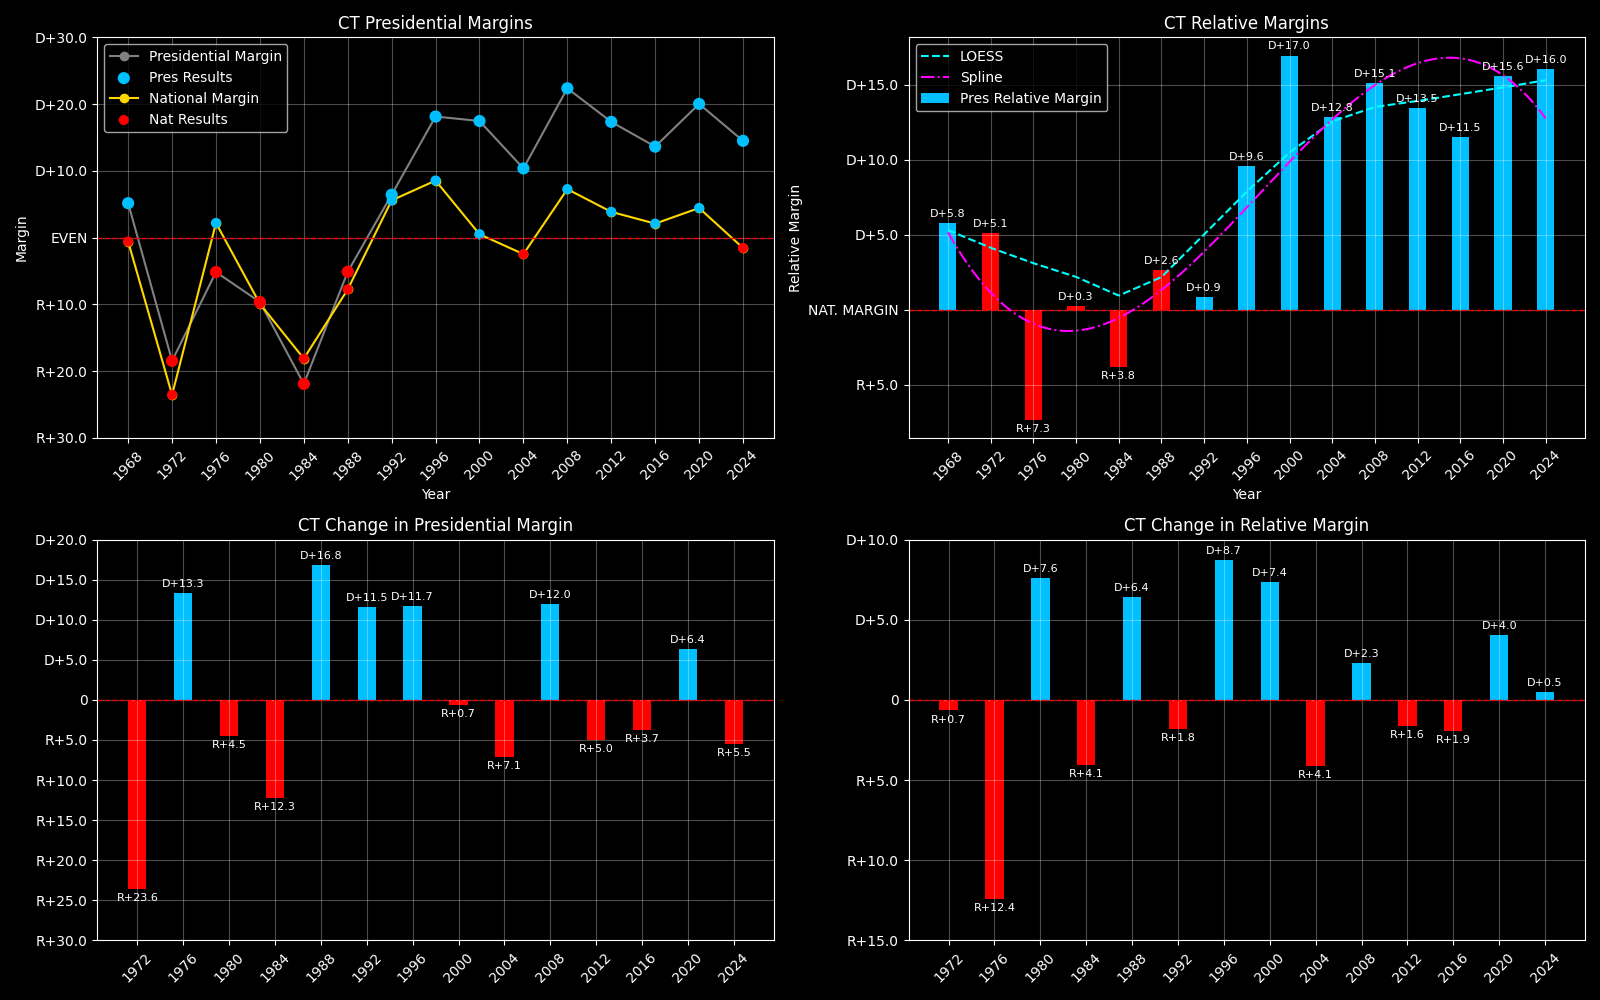 CT Presidential Margins
D+30.0
D+20.0
D+10.0
EVEN
R+10.0
R+20.0
R+30.0
Margin
Presidential Margin
Pres Results
National Margin
Nat Results
1968 1972 1976 1980 1984 1988 1992 1996 2000 2004 2008 2012 2016 2020 2024
Year
CT Relative Margins
D+15.0
D+10.0
D+5.0
NAT. MARGIN
R+5.0
Relative Margin
LOESS
Spline
Pres Relative Margin
D+5.8 D+5.1 R+7.3 D+0.3 R+3.8 D+2.6 D+0.9 D+9.6 D+17.0 D+12.8 D+15.1 D+13.5 D+11.5 D+15.6 D+16.0
1968 1972 1976 1980 1984 1988 1992 1996 2000 2004 2008 2012 2016 2020 2024
Year
CT Change in Presidential Margin
D+20.0
D+15.0
D+10.0
D+5.0
0
R+5.0
R+10.0
R+15.0
R+20.0
R+25.0
R+30.0
R+23.6 D+13.3 R+4.5 R+12.3 D+16.8 D+11.5 D+11.7 R+0.7 R+7.1 D+12.0 R+5.0 R+3.7 D+6.4 R+5.5
1972 1976 1980 1984 1988 1992 1996 2000 2004 2008 2012 2016 2020 2024
CT Change in Relative Margin
D+10.0
D+5.0
0
R+5.0
R+10.0
R+15.0
R+0.7 R+12.4 D+7.6 R+4.1 D+6.4 R+1.8 D+8.7 D+7.4 R+4.1 D+2.3 R+1.6 R+1.9 D+4.0 D+0.5
1972 1976 1980 1984 1988 1992 1996 2000 2004 2008 2012 2016 2020 2024